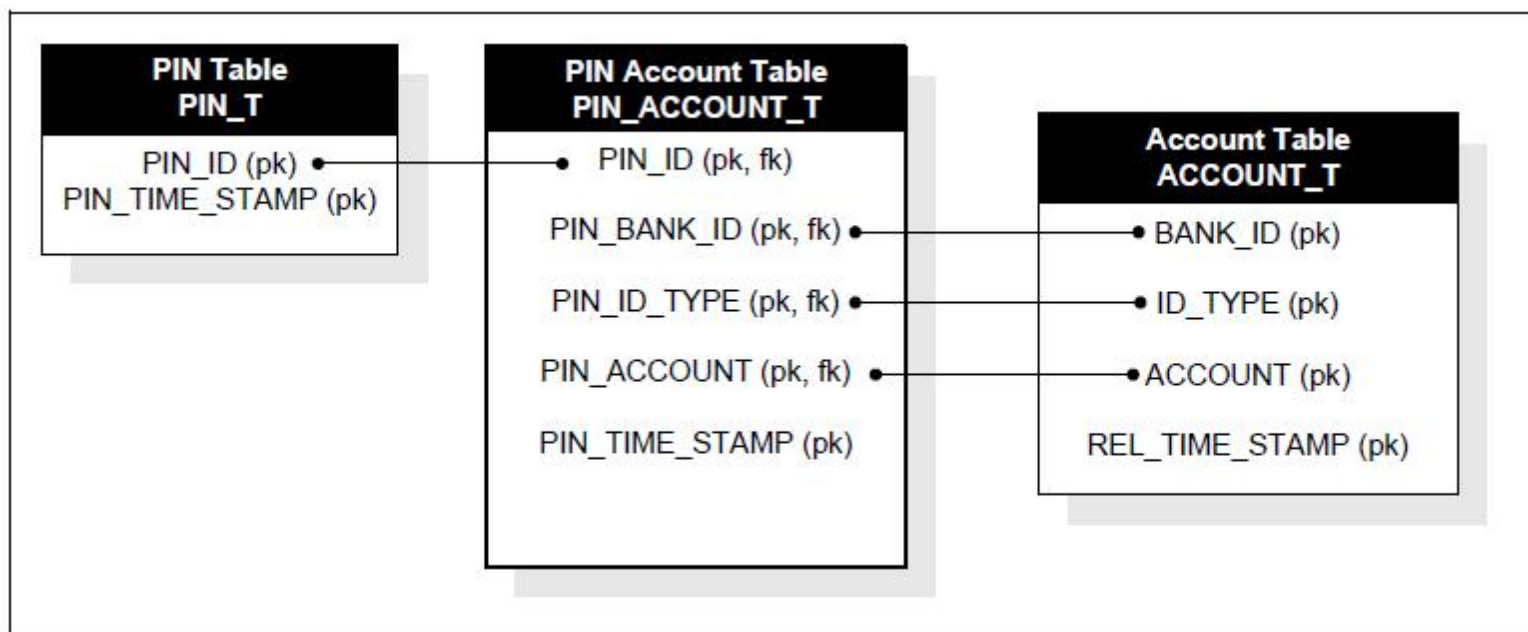 PIN Table
PIN_T
PIN_ID (pk)
PIN_TIME_STAMP (pk)
PIN Account Table
PIN_ACCOUNT_T
PIN_ID (pk, fk)
PIN_BANK_ID (pk, fk)
PIN_ID_TYPE (pk, fk)
PIN_ACCOUNT (pk, fk)
PIN_TIME_STAMP (pk)
Account Table
ACCOUNT_T
BANK_ID (pk)
ID_TYPE (pk)
ACCOUNT (pk)
REL_TIME_STAMP (pk)